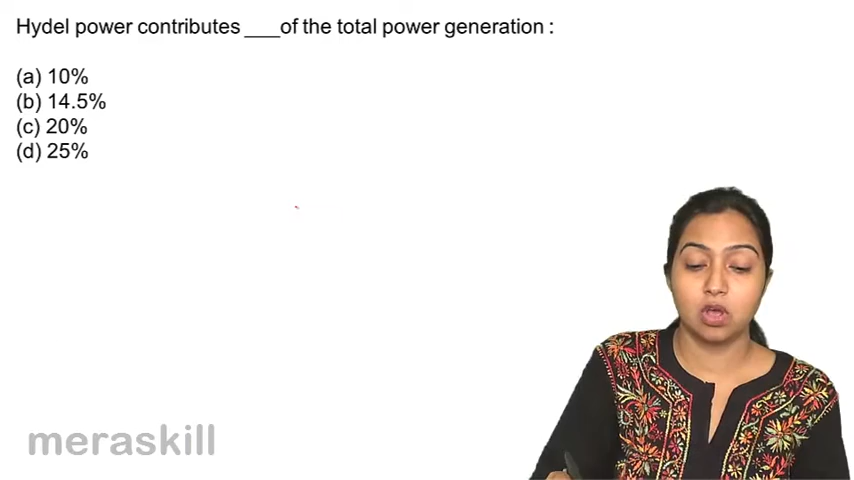 Hydel power contributes ___of the total power generation :
(a) 10%
(b) 14.5%
(c) 20%
(d) 25%
meraskill